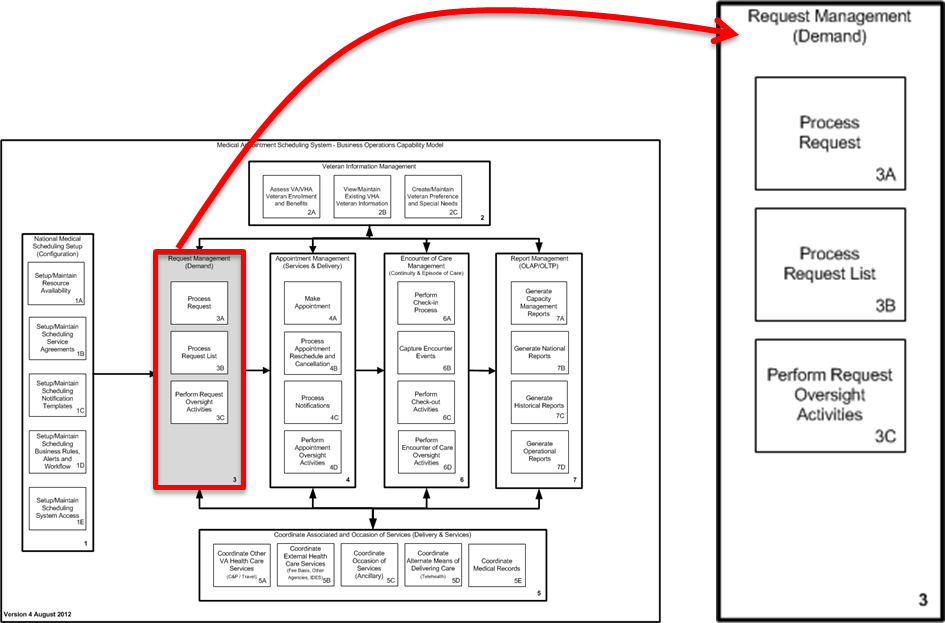 Medical Appointment Scheduling System - Business Operations Capability Model
Veteran Information Management
Assess VA/VHA
Veteran Enrollment
and Benefits
2A
View/Maintain
Existing VHA
Veteran Information
2B
Create/Maintain
Veteran Preference
and Special Needs
2C
2
National Medical
Scheduling Setup
(Configuration)
Setup/Maintain
Resource
Availability
1A
Setup/Maintain
Scheduling
Service
Agreements
1B
Setup/Maintain
Scheduling
Notification
Templates
1C
Setup/Maintain
Scheduling
Business Rules,
Alerts and
Workflow
1D
Setup/Maintain
Scheduling
System Access
1E
1
Request Management
(Demand)
Process
Request
3A
Process
Request List
3B
Perform Request
Oversight
Activities
3C
3
Appointment Management
(Services & Delivery)
Make
Appointment
4A
Process
Appointment
Reschedule and
Cancellation
4B
Process
Notifications
4C
Perform
Appointment
Oversight
Activities
4D
4
Encounter of Care
Management
(Continuity & Episode of Care)
Perform
Check-in
Process
6A
Capture Encounter
Events
6B
Perform
Check-out
Activities
6C
Perform
Encounter of Care
Oversight
Activities
6D
6
Report Management
(OLAP/OLTP)
Generate
Capacity
Management
Reports
7A
Generate National
Reports
7B
Generate
Historical Reports
7C
Generate
Operational
Reports
7D
7
Coordinate Associated and Occasion of Services (Delivery & Services)
Coordinate Other
VA Health Care
Services
(C&P / Travel)
5A
Coordinate
External Health
Care Services
(Fee Basis, Other
Agencies, IDES)
5B
Coordinate
Occasion of
Services
(Ancillary)
5C
Coordinate
Alternate Means of
Delivering Care
(Telehealth)
5D
Coordinate
Medical Records
5E
5
Version 4 August 2012
Request Management
(Demand)
Process
Request
3A
Process
Request List
3B
Perform Request
Oversight
Activities
3C
3